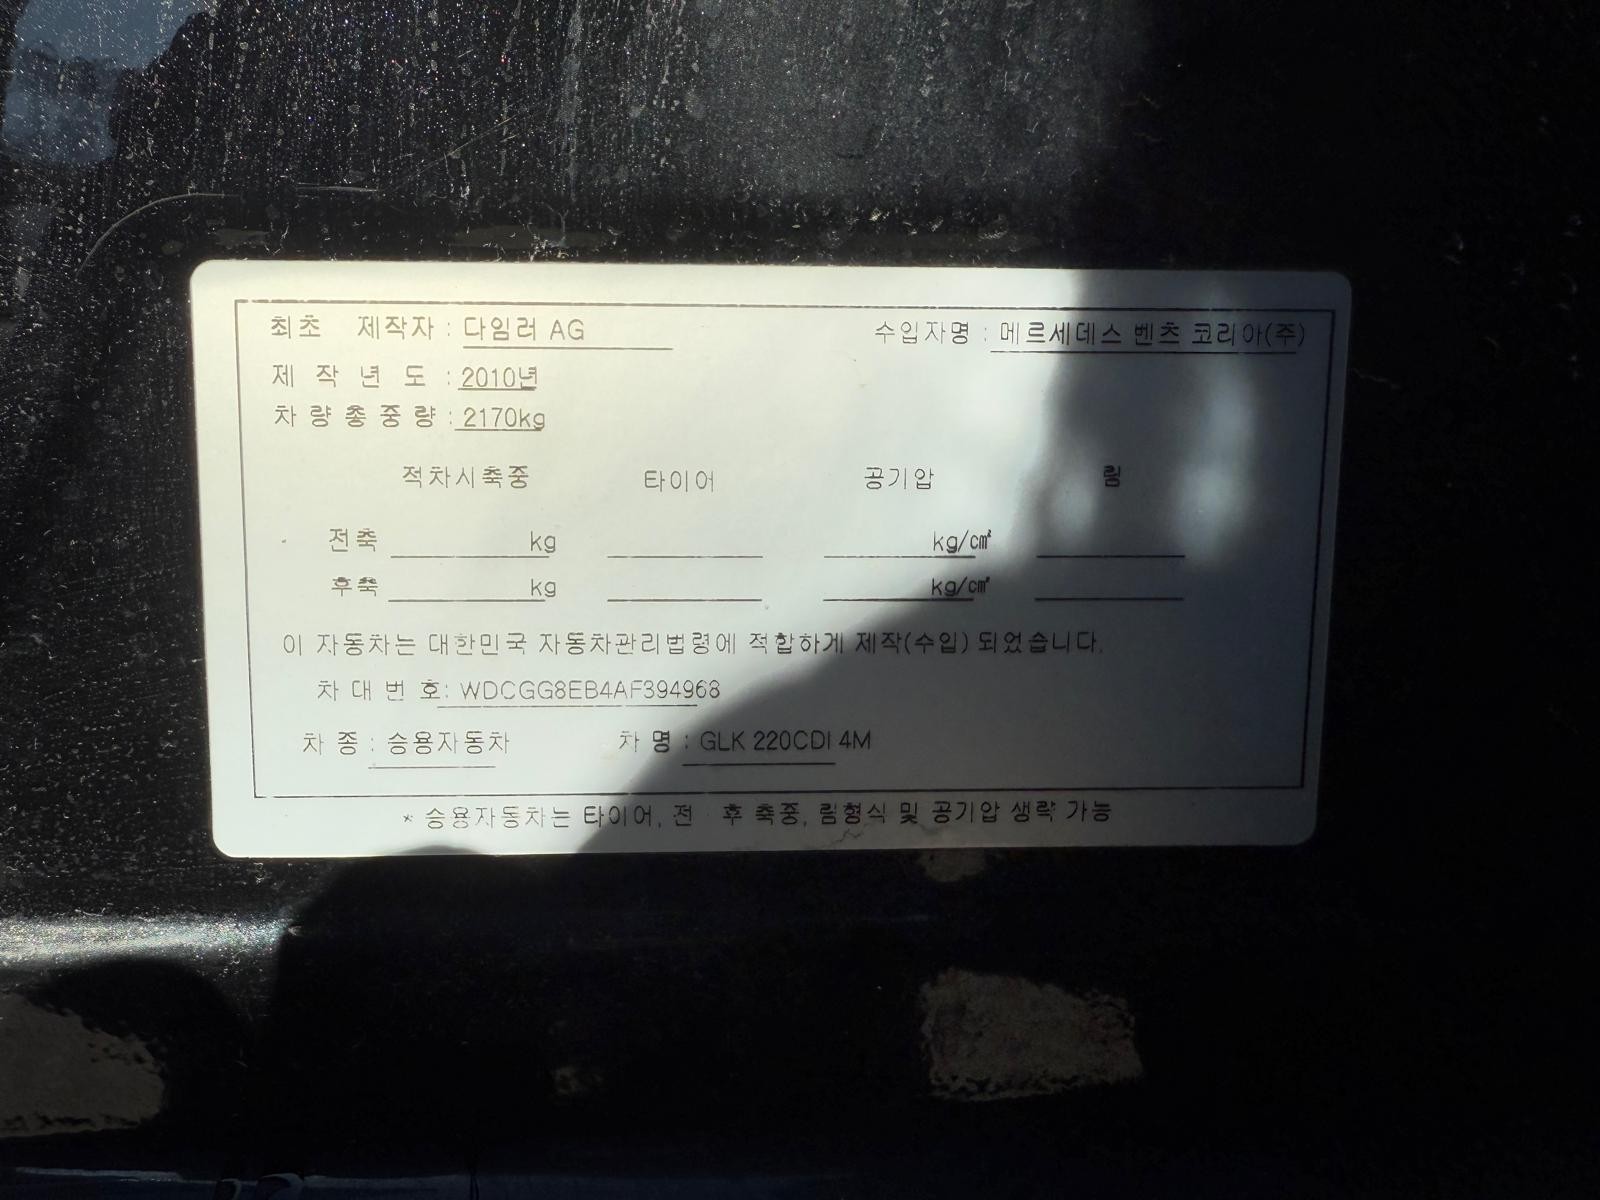 최초 제작자 : 다임러 AG 수입자명 : 메르세데스 벤츠 코리아(주)
제 작 년 도 : 2010년
차 량 총 중 량 : 2170kg
적차시축중 타이어 공기압 림
전축 kg kg/㎠
후축 kg kg/㎠
이 자동차는 대한민국 자동차관리법령에 적합하게 제작(수입) 되었습니다.
차 대 번 호: WDCGG8EB4AF394968
차 종 : 승용자동차 차 명 : GLK 220CDI 4M
* 승용자동차는 타이어, 전 · 후 축중, 림형식 및 공기압 생략 가능